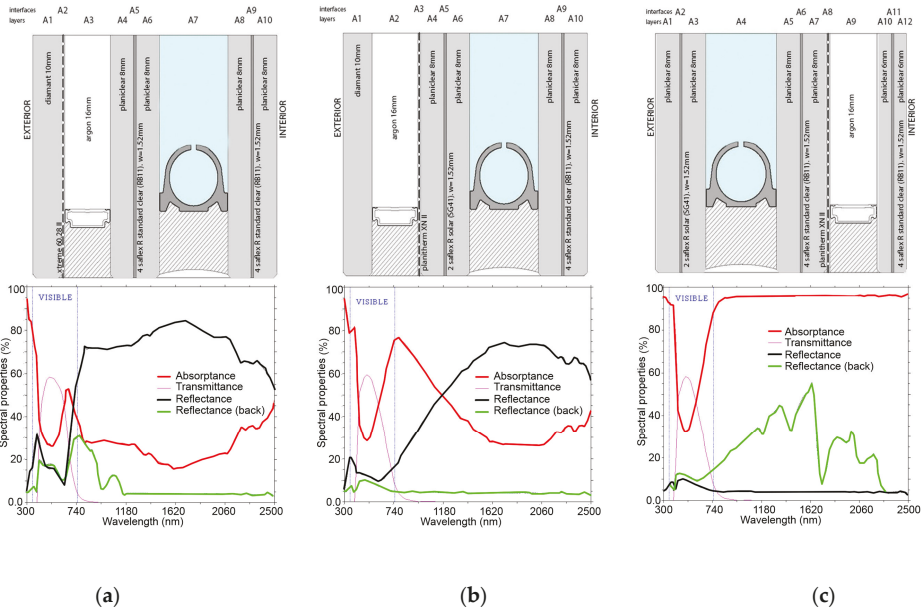 interfaces A2 A5 A9
layers A1 A3 A4 A6 A7 A8 A10
EXTERIOR
diamant 10mm
xtreme 60.28 II
argon 16mm
planiclear 8mm
4 saflex R standard clear (RB11). w=1.52mm
planiclear 8mm
planiclear 8mm
4 saflex R standard clear (RB11). w=1.52mm
planiclear 8mm
INTERIOR
interfaces A3 A5 A9
layers A1 A2 A4 A6 A7 A8 A10
EXTERIOR
diamant 10mm
argon 16mm
planitherm XN II
planiclear 8mm
2 saflex R solar (SG41). w=1.52mm
planiclear 8mm
planiclear 8mm
4 saflex R standard clear (RB11). w=1.52mm
planiclear 8mm
INTERIOR
interfaces A2 A6 A8 A11
layers A1 A3 A4 A5 A7 A9 A10 A12
EXTERIOR
planiclear 8mm
2 saflex R solar (SG41). w=1.52mm
planiclear 8mm
planiclear 8mm
4 saflex R standard clear (RB11). w=1.52mm
planiclear 8mm
planitherm XN II
argon 16mm
planiclear 6mm
4 saflex R standard clear (RB11). w=1.52mm
planiclear 6mm
INTERIOR
Spectral properties (%)
100
80
60
40
20
0.0
VISIBLE
Absorptance
Transmittance
Reflectance
Reflectance (back)
300 740 1180 1620 2060 2500
Wavelength (nm)
Spectral properties (%)
100
80
60
40
20
0.0
VISIBLE
Absorptance
Transmittance
Reflectance
Reflectance (back)
300 740 1180 1620 2060 2500
Wavelength (nm)
Spectral properties (%)
100
80
60
40
20
0.0
VISIBLE
Absorptance
Transmittance
Reflectance
Reflectance (back)
300 740 1180 1620 2060 2500
Wavelength (nm)
(a) (b) (c)